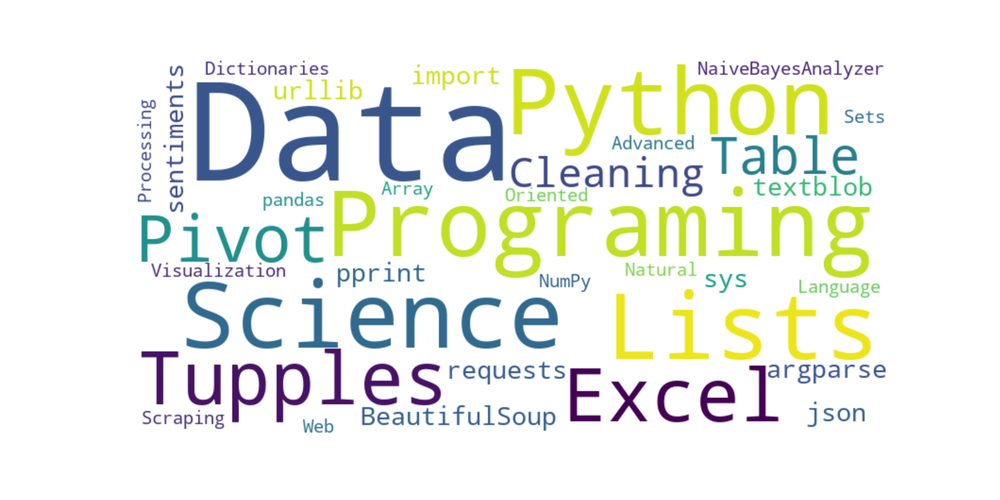 Dictionaries
import
Python
NaiveBayesAnalyzer
sentiments
urllib
Data
Processing
Sets
Advanced
Table
Cleaning
textblob
Array
Oriented
pandas
Programing
Pivot
Visualization
pprint
NumPy
Natural
sys
Language
Science
Lists
Tupples
requests
Excel
argparse
Scraping
Web
BeautifulSoup
json